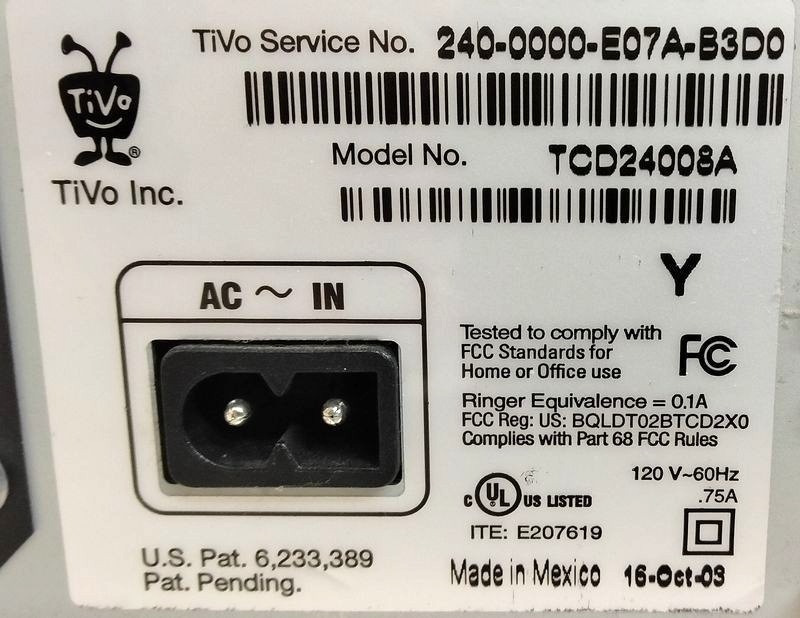 TiVo Service No. 240-0000-E07A-B3D0
TiVo
®
Model No. TCD24008A
TiVo Inc.
Y
AC ~ IN
Tested to comply with
FCC Standards for
Home or Office use
FC
Ringer Equivalence = 0.1A
FCC Reg: US: BQLDT02BTCD2X0
Complies with Part 68 FCC Rules
120 V~60Hz
.75A
C UL US LISTED
ITE: E207619
U.S. Pat. 6,233,389
Pat. Pending.
Made in Mexico 16-Oct-03